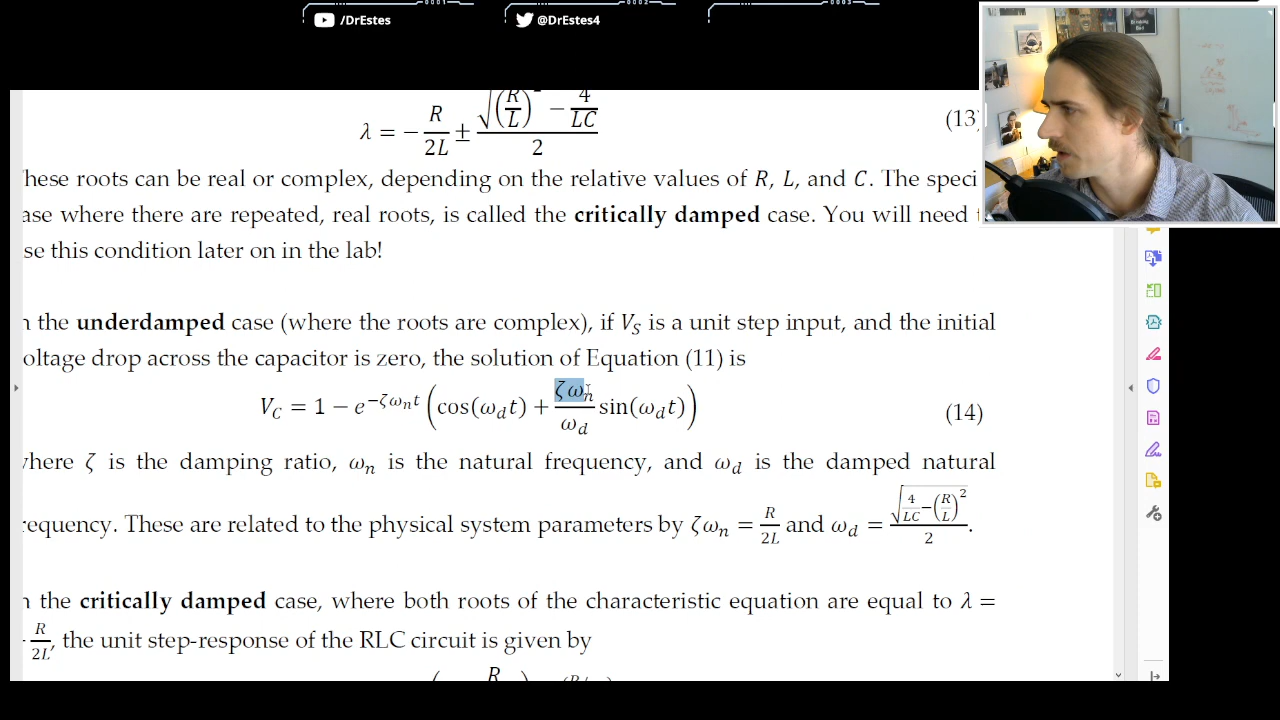 0001 0002 0003
/DrEstes @DrEstes4
λ = − R/2L ± √((R/L)² − 4/LC)/2 (13)
hese roots can be real or complex, depending on the relative values of R, L, and C. The speci
ase where there are repeated, real roots, is called the critically damped case. You will need
se this condition later on in the lab!
n the underdamped case (where the roots are complex), if V_S is a unit step input, and the initial
oltage drop across the capacitor is zero, the solution of Equation (11) is
V_C = 1 − e^(−ζω_n t) (cos(ω_d t) + ζω_n/ω_d sin(ω_d t)) (14)
where ζ is the damping ratio, ω_n is the natural frequency, and ω_d is the damped natural
requency. These are related to the physical system parameters by ζω_n = R/2L and ω_d = √(4/LC − (R/L)²)/2.
n the critically damped case, where both roots of the characteristic equation are equal to λ =
− R/2L, the unit step-response of the RLC circuit is given by